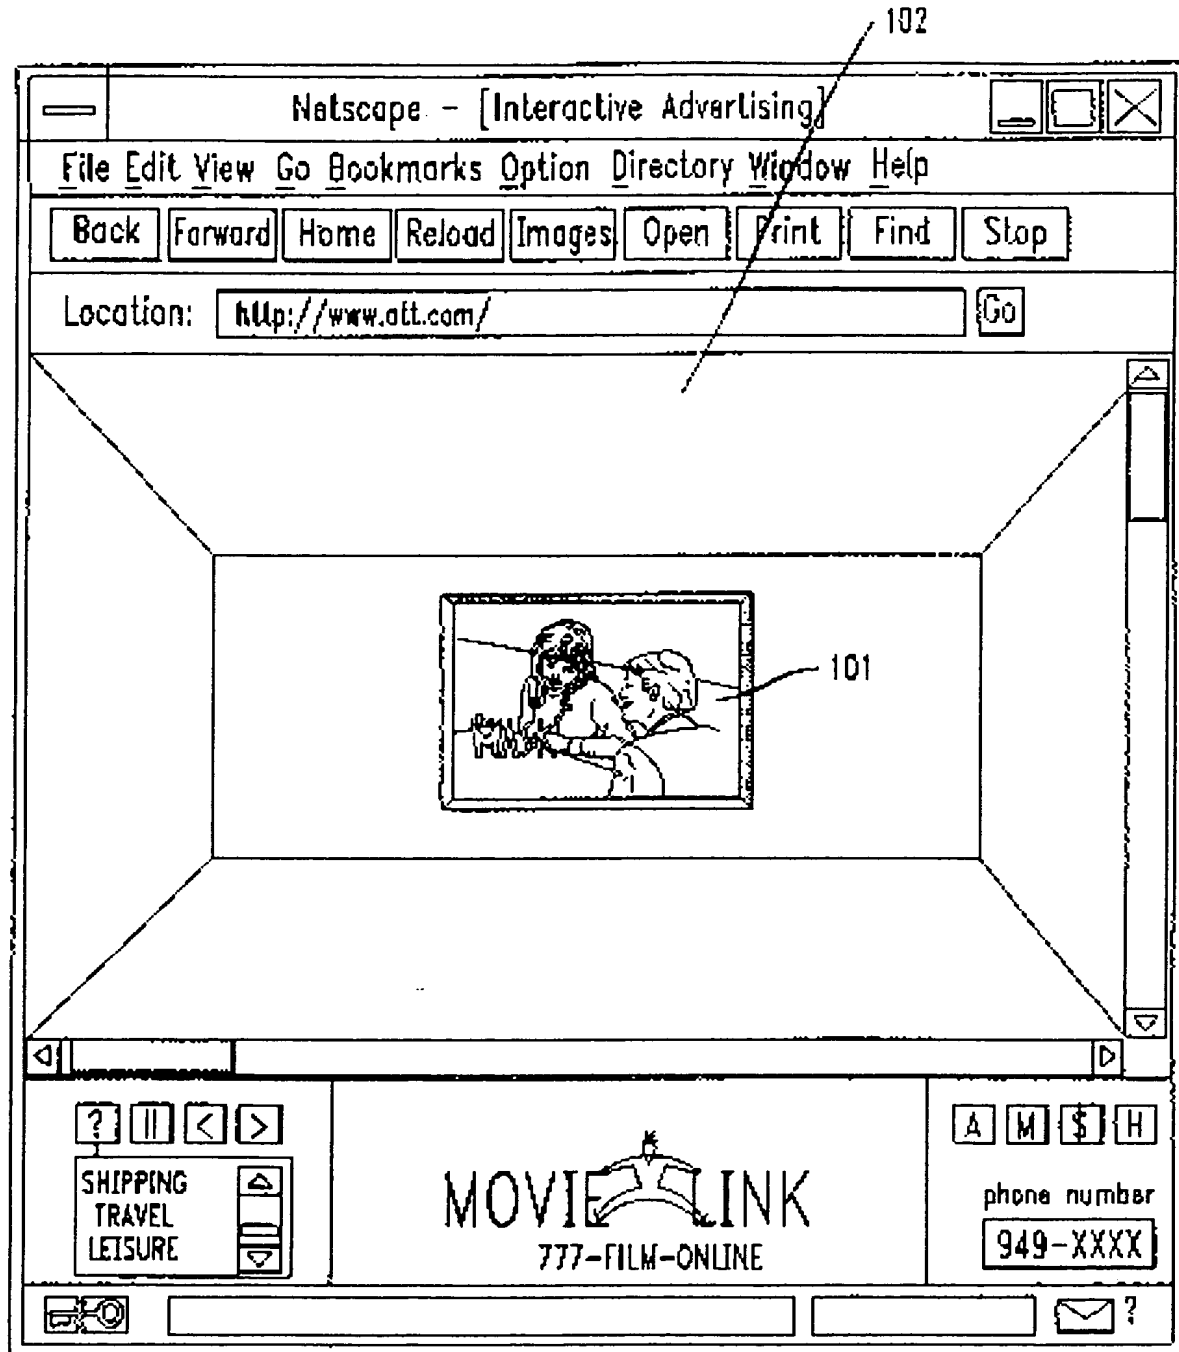 102
Netscape - [Interactive Advertising]
File Edit View Go Bookmarks Option Directory Window Help
Back Forward Home Reload Images Open Print Find Stop
Location: http://www.att.com/ Go
101
? || < > A M $ H
SHIPPING
TRAVEL
LEISURE
MOVIE LINK
777-FILM-ONLINE
phone number
949-XXXX
?